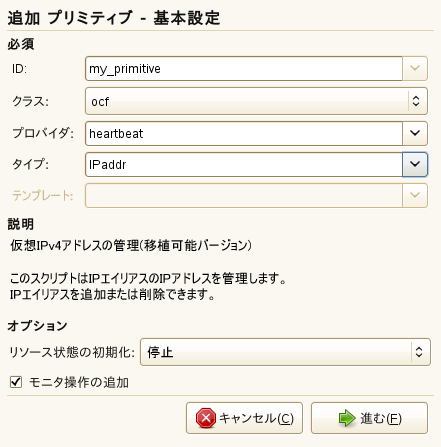 追加 プリミティブ - 基本設定
必須
ID: my_primitive
クラス: ocf
プロバイダ: heartbeat
タイプ: IPaddr
テンプレート:
説明
仮想IPv4アドレスの管理(移植可能バージョン)
このスクリプトはIPエイリアスのIPアドレスを管理します。
IPエイリアスを追加または削除できます。
オプション
リソース状態の初期化: 停止
モニタ操作の追加
キャンセル(C) 進む(F)